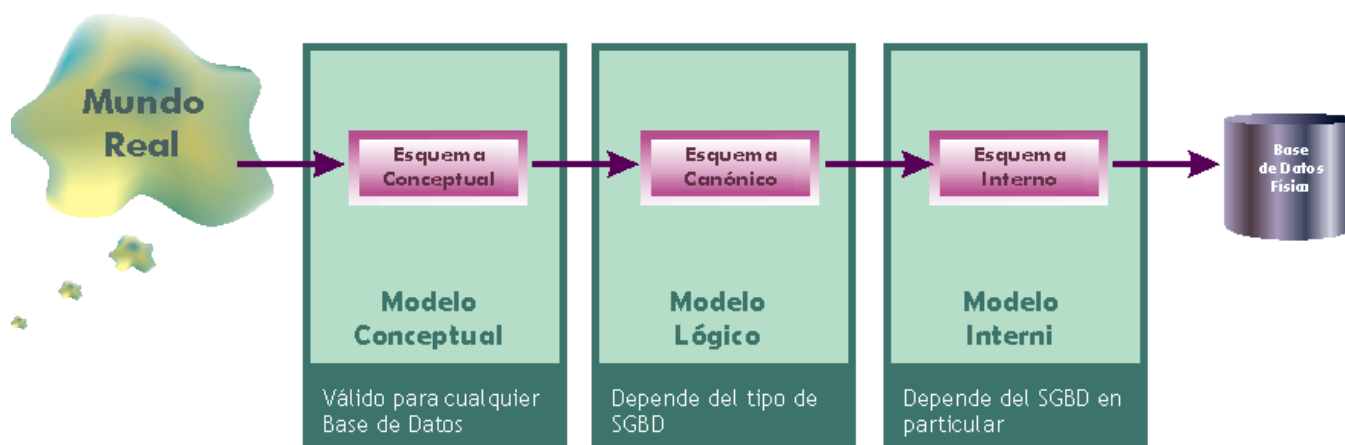 Mundo
Real
Esquema
Conceptual
Modelo
Conceptual
Válido para cualquier
Base de Datos
Esquema
Canónico
Modelo
Lógico
Depende del tipo de
SGBD
Esquema
Interno
Modelo
Interni
Depende del SGBD en
particular
Base
de Datos
Física